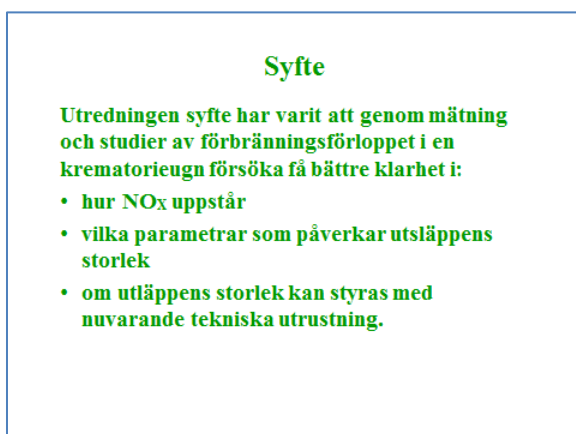 Syfte
Utredningen syfte har varit att genom mätning
och studier av förbränningsförloppet i en
krematorieugn försöka få bättre klarhet i:
• hur NOx uppstår
• vilka parametrar som påverkar utsläppens
storlek
• om utläppens storlek kan styras med
nuvarande tekniska utrustning.